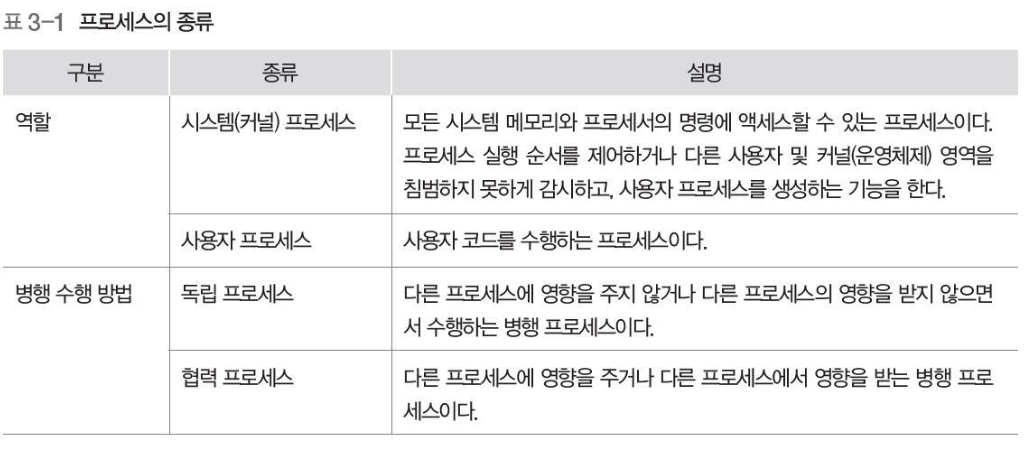 표 3-1 프로세스의 종류
구분 종류 설명
역할 시스템(커널) 프로세스 모든 시스템 메모리와 프로세서의 명령에 액세스할 수 있는 프로세스이다.
프로세스 실행 순서를 제어하거나 다른 사용자 및 커널(운영체제) 영역을
침범하지 못하게 감시하고, 사용자 프로세스를 생성하는 기능을 한다.
사용자 프로세스 사용자 코드를 수행하는 프로세스이다.
병행 수행 방법 독립 프로세스 다른 프로세스에 영향을 주지 않거나 다른 프로세스의 영향을 받지 않으면
서 수행하는 병행 프로세스이다.
협력 프로세스 다른 프로세스에 영향을 주거나 다른 프로세스에서 영향을 받는 병행 프로
세스이다.